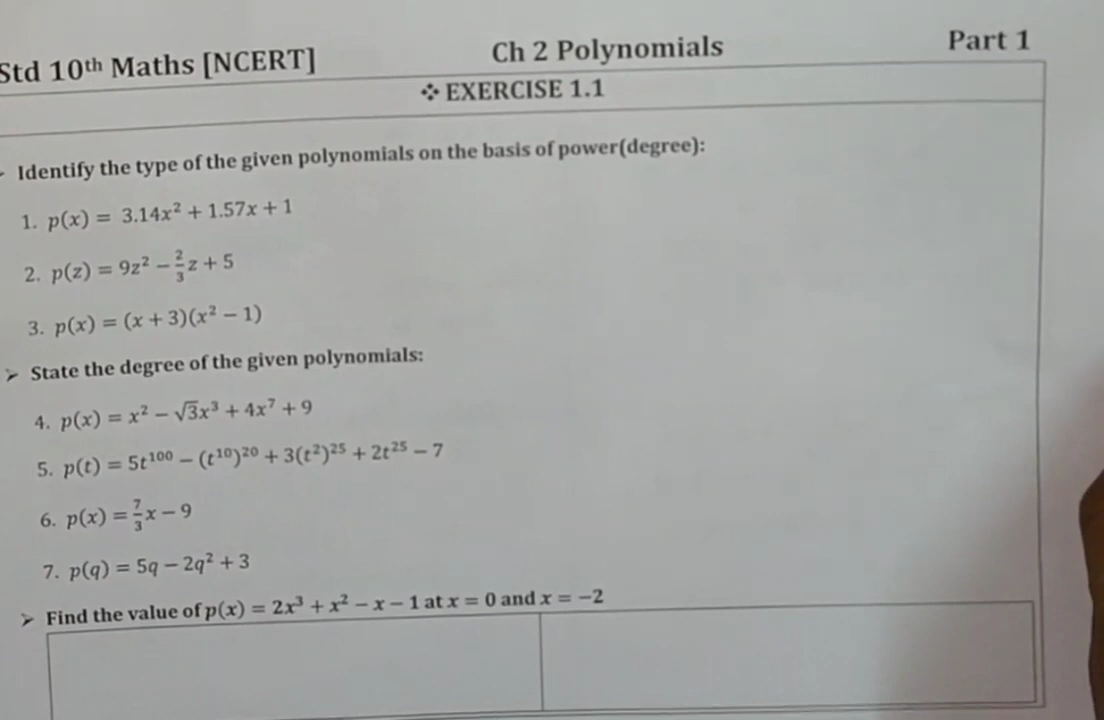 Std 10th Maths [NCERT] Ch 2 Polynomials Part 1
❖ EXERCISE 1.1
Identify the type of the given polynomials on the basis of power(degree):
1. p(x) = 3.14x² + 1.57x + 1
2. p(z) = 9z² − 2/3 z + 5
3. p(x) = (x + 3)(x² − 1)
➢ State the degree of the given polynomials:
4. p(x) = x² − √3x³ + 4x⁷ + 9
5. p(t) = 5t¹⁰⁰ − (t¹⁰)²⁰ + 3(t²)²⁵ + 2t²⁵ − 7
6. p(x) = 7/3 x − 9
7. p(q) = 5q − 2q² + 3
➢ Find the value of p(x) = 2x³ + x² − x − 1 at x = 0 and x = −2